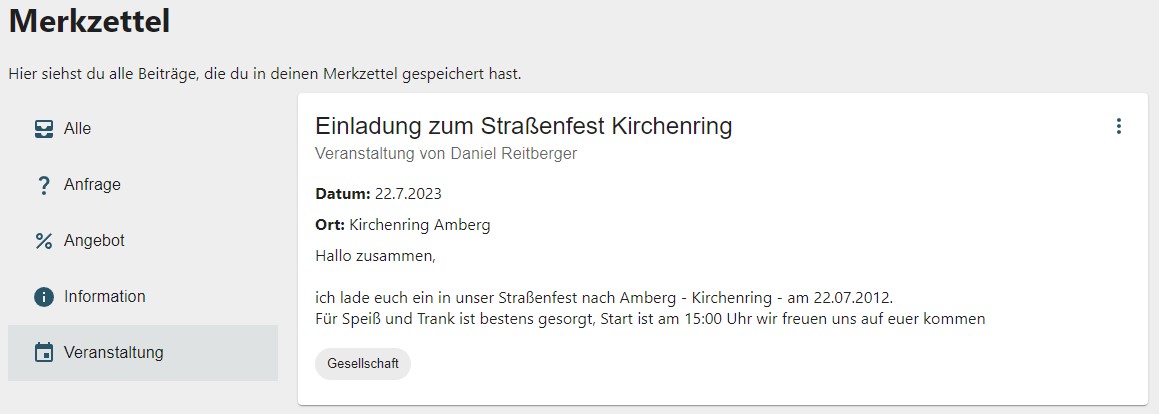 Merkzettel
Hier siehst du alle Beiträge, die du in deinen Merkzettel gespeichert hast.
Alle
Anfrage
Angebot
Information
Veranstaltung
Einladung zum Straßenfest Kirchenring
Veranstaltung von Daniel Reitberger
Datum: 22.7.2023
Ort: Kirchenring Amberg
Hallo zusammen,
ich lade euch ein in unser Straßenfest nach Amberg - Kirchenring - am 22.07.2012.
Für Speiß und Trank ist bestens gesorgt, Start ist am 15:00 Uhr wir freuen uns auf euer kommen
Gesellschaft